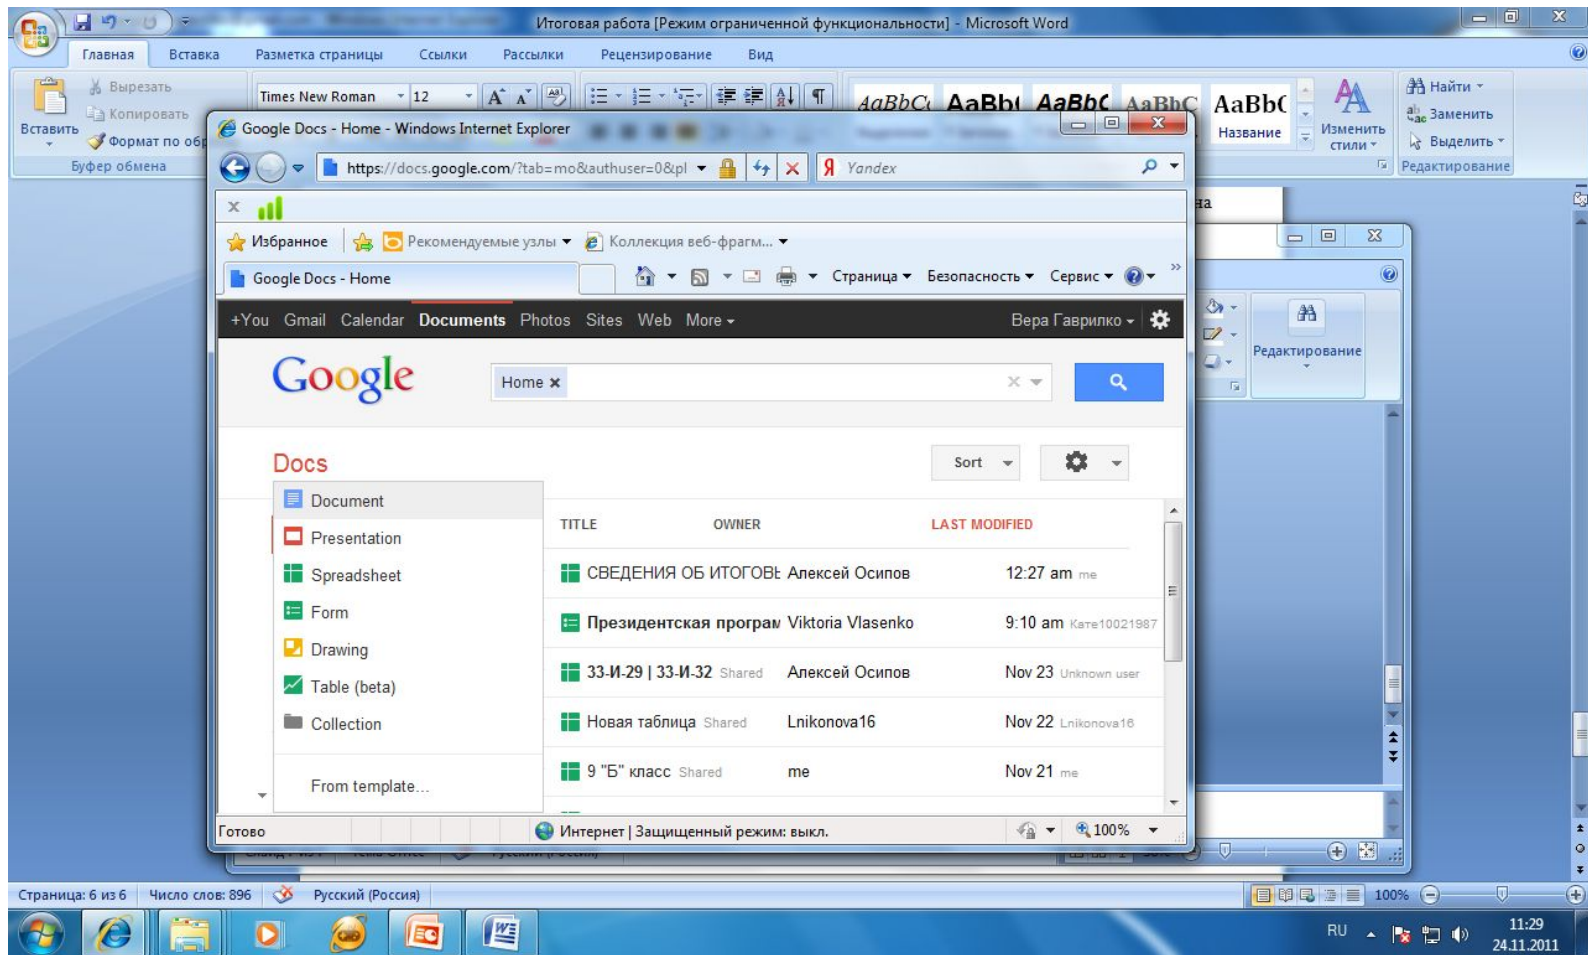 Итоговая работа [Режим ограниченной функциональности] - Microsoft Word
Главная Вставка Разметка страницы Ссылки Рассылки Рецензирование Вид
Вырезать
Копировать
Формат по обр
Вставить
Буфер обмена
Times New Roman 12
AaBbCc AaBb AaBbC AaBbC AaBbC
Название
Изменить стили
Найти
Заменить
Выделить
Редактирование
Google Docs - Home - Windows Internet Explorer
https://docs.google.com/?tab=mo&authuser=0&pl
Yandex
Избранное Рекомендуемые узлы Коллекция веб-фрагм...
Google Docs - Home
Страница Безопасность Сервис
+You Gmail Calendar Documents Photos Sites Web More Вера Гаврилко
Google
Home
Docs
Sort
Document
Presentation
Spreadsheet
Form
Drawing
Table (beta)
Collection
From template...
TITLE OWNER LAST MODIFIED
СВЕДЕНИЯ ОБ ИТОГОВЬ Алексей Осипов 12:27 am me
Президентская програм Viktoria Vlasenko 9:10 am Kate10021987
33-И-29 | 33-И-32 Shared Алексей Осипов Nov 23 Unknown user
Новая таблица Shared Lnikonova16 Nov 22 Lnikonova16
9 "Б" класс Shared me Nov 21 me
Готово
Интернет | Защищенный режим: выкл.
100%
на
Редактирование
Страница: 6 из 6 Число слов: 896 Русский (Россия)
100%
RU
11:29
24.11.2011